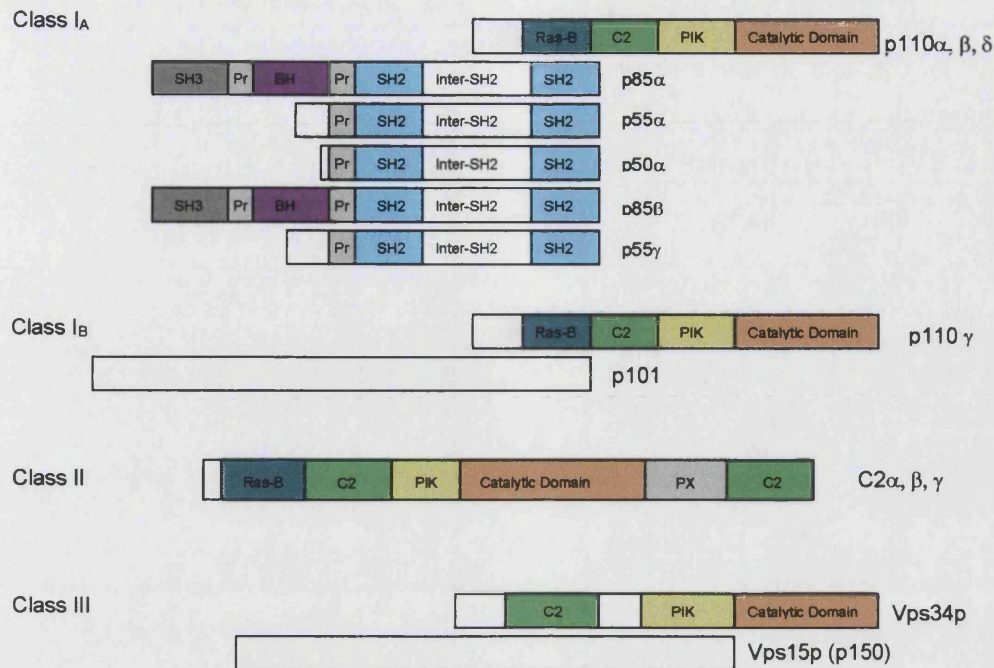 Class I_A
Ras-B C2 PIK Catalytic Domain p110α, β, δ
SH3 Pr BH Pr SH2 Inter-SH2 SH2 p85α
Pr SH2 Inter-SH2 SH2 p55α
Pr SH2 Inter-SH2 SH2 p50α
SH3 Pr BH Pr SH2 Inter-SH2 SH2 p85β
Pr SH2 Inter-SH2 SH2 p55γ
Class I_B
Ras-B C2 PIK Catalytic Domain p110 γ
p101
Class II
Ras-B C2 PIK Catalytic Domain PX C2 C2α, β, γ
Class III
C2 PIK Catalytic Domain Vps34p
Vps15p (p150)